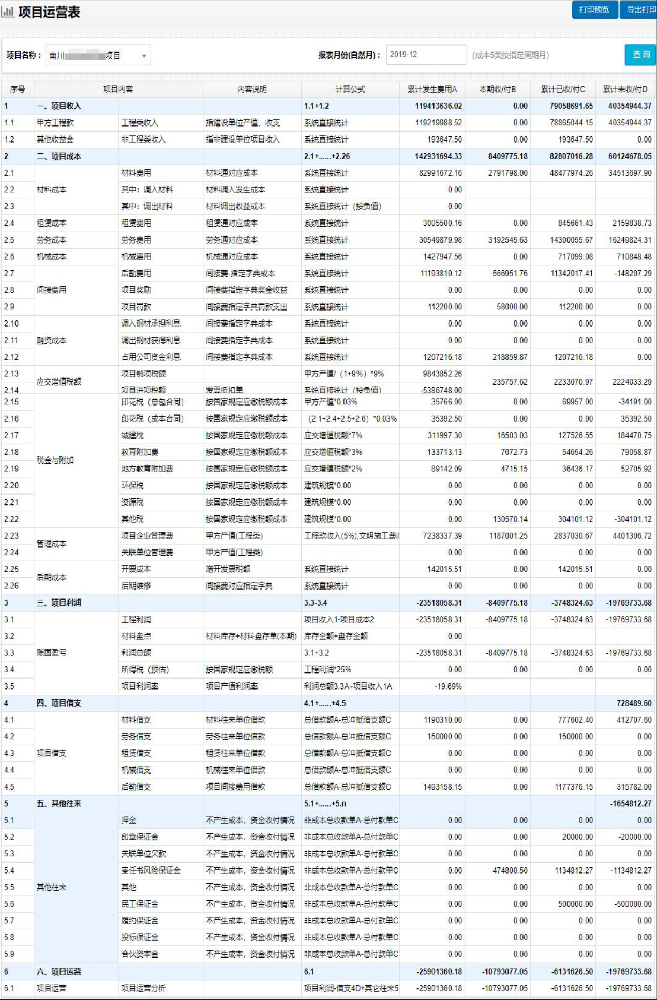 项目运营表
打印预览 导出打印
项目名称： 南川 项目 报表月份(自然月)： 2019-12 (成本5类按指定周期月) 查 询
序号 项目内容 内容说明 计算公式 累计发生费用A 本期收/付B 累计已收/付C 累计未收/付D
1 一、项目收入 1.1+1.2 119413636.02 0.00 79058691.65 40354944.37
1.1 甲方工程款 工程类收入 指建设单位产值、收支 系统直接统计 119219988.52 0.00 78865044.15 40354944.37
1.2 其他收益金 非工程类收入 指非建设单位项目收入 系统直接统计 193647.50 0.00 193647.50 0.00
2 二、项目成本 2.1+......+2.26 142931694.33 8409775.18 82807016.28 60124678.05
2.1 材料费用 材料通对应成本 系统直接统计 82991672.16 2791798.00 48477974.26 34513697.90
2.2 材料成本 其中：调入材料 材料调入发生成本 系统直接统计 0.00
2.3 其中：调出材料 材料调出收益成本 系统直接统计（按负值） 0.00
2.4 租赁成本 租赁费用 租赁通对应成本 系统直接统计 3005500.16 0.00 845661.43 2159838.73
2.5 劳务成本 劳务费用 劳务通对应成本 系统直接统计 30549879.98 3192545.63 14300055.67 16249824.31
2.6 机械成本 机械费用 机械通对应成本 系统直接统计 1427947.56 0.00 717099.08 710848.48
2.7 后勤费用 间接费-指定字典成本 系统直接统计 11193810.12 566951.76 11342017.41 -148207.29
2.8 间接费用 项目奖励 间接费指定字典奖金收益 系统直接统计 0.00 0.00 0.00 0.00
2.9 项目罚款 间接费指定字典罚款支出 系统直接统计 112200.00 58000.00 112200.00 0.00
2.10 调入钢材承担利息 间接费指定字典成本 系统直接统计 0.00 0.00 0.00 0.00
2.11 融资成本 调出钢材获得利息 间接费指定字典成本 系统直接统计 0.00 0.00 0.00 0.00
2.12 占用公司资金利息 间接费指定字典成本 系统直接统计 1207216.18 218859.87 1207216.18 0.00
2.13 项目销项税额 甲方产值/（1+9%）*9% 9843852.26
应交增值税额 235757.62 2233070.97 2224033.29
2.14 项目进项税额 发票抵扣单 系统直接统计（按负值） -5386748.00
2.15 印花税（总包合同） 按国家规定应缴税额成本 甲方产值*0.03% 35766.00 0.00 69957.00 -34191.00
2.16 印花税（成本合同） 按国家规定应缴税额成本 （2.1+2.4+2.5+2.6）*0.03% 35392.50 0.00 0.00 35392.50
2.17 城建税 按国家规定应缴税额成本 应交增值税额*7% 311997.30 16503.03 127526.55 184470.75
2.18 教育附加费 按国家规定应缴税额成本 应交增值税额*3% 133713.13 7072.73 54654.26 79058.87
税金与附加
2.19 地方教育附加费 按国家规定应缴税额成本 应交增值税额*2% 89142.09 4715.15 36436.17 52705.92
2.20 环保税 按国家规定应缴税额成本 建筑规模*0.00 0.00 0.00 0.00 0.00
2.21 资源税 按国家规定应缴税额成本 建筑规模*0.00 0.00 0.00 0.00 0.00
2.22 其他税 按国家规定应缴税额成本 建筑规模*0.00 0.00 130570.14 304101.12 -304101.12
2.23 项目企业管理费 甲方产值(工程类) 工程款收入(5%),文明施工费 7238337.39 1187001.25 2837030.67 4401306.72
管理成本
2.24 关联单位管理费 甲方产值(工程类) 0.00 0.00 0.00 0.00
2.25 开票成本 增开发票税额 系统直接统计 142015.51 0.00 142015.51 0.00
后期成本
2.26 后期维修 间接费对应指定字典 系统直接统计 0.00 0.00 0.00 0.00
3 三、项目利润 3.3-3.4 -23518058.31 -8409775.18 -3748324.63 -19769733.68
3.1 工程利润 项目收入1-项目成本2 -23518058.31 -8409775.18 -3748324.63 -19769733.68
3.2 材料盘点 材料库存+材料盘存单(本期) 库存金额+盘存金额 0.00
3.3 账面盈亏 利润总额 3.1+3.2 -23518058.31 -8409775.18 -3748324.63 -19769733.68
3.4 所得税（预估） 按国家规定应缴税额 工程利润*25% 0.00 0.00 0.00 0.00
3.5 项目利润率 项目产值利润率 利润总额3.3A÷项目收入1A -19.69%
4 四、项目借支 4.1+......+4.5 728489.60
4.1 材料借支 材料往来单位借款 总借款额A-总冲抵借支额C 1190310.00 0.00 777602.40 412707.60
4.2 劳务借支 劳务往来单位借款 总借款额A-总冲抵借支额C 150000.00 0.00 150000.00 0.00
4.3 项目借支 租赁借支 租赁往来单位借款 总借款额A-总冲抵借支额C 0.00 0.00 0.00 0.00
4.4 机械借支 机械往来单位借款 总借款额A-总冲抵借支额C 0.00 0.00 0.00 0.00
4.5 后勤借支 项目间接费用借款 总借款额A-总冲抵借支额C 1493158.15 0.00 1177376.15 315782.00
5 五、其他往来 5.1+......+5.n -1654812.27
5.1 押金 不产生成本，资金收付情况 非成本总收款单A-总付款单C 0.00 0.00 0.00 0.00
5.2 印章保证金 不产生成本，资金收付情况 非成本总收款单A-总付款单C 0.00 0.00 20000.00 -20000.00
5.3 关联单位欠款 不产生成本，资金收付情况 非成本总收款单A-总付款单C 0.00 0.00 0.00 0.00
5.4 责任书风险保证金 不产生成本，资金收付情况 非成本总收款单A-总付款单C 0.00 474800.50 1134812.27 -1134812.27
5.5 其他往来 其他 不产生成本，资金收付情况 非成本总收款单A-总付款单C 0.00 0.00 0.00 0.00
5.6 民工保证金 不产生成本，资金收付情况 非成本总收款单A-总付款单C 0.00 0.00 500000.00 -500000.00
5.7 履约保证金 不产生成本，资金收付情况 非成本总收款单A-总付款单C 0.00 0.00 0.00 0.00
5.8 投标保证金 不产生成本，资金收付情况 非成本总收款单A-总付款单C 0.00 0.00 0.00 0.00
5.9 合伙资本金 不产生成本，资金收付情况 非成本总收款单A-总付款单C 0.00 0.00 0.00 0.00
6 六、项目运营 6.1 -25901360.18 -10793077.05 -6131626.50 -19769733.68
6.1 项目运营 项目运营分析 项目利润-借支4D+其它往来5 -25901360.18 -10793077.05 -6131626.50 -19769733.68